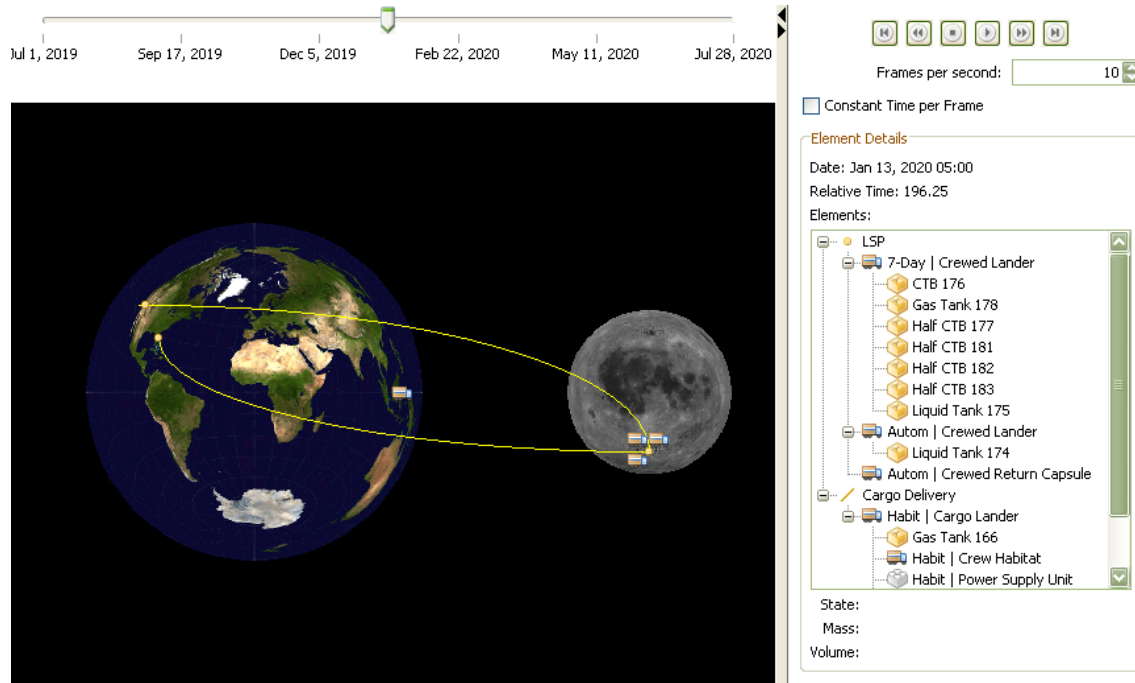 Jul 1, 2019 Sep 17, 2019 Dec 5, 2019 Feb 22, 2020 May 11, 2020 Jul 28, 2020
Frames per second: 10
Constant Time per Frame
Element Details
Date: Jan 13, 2020 05:00
Relative Time: 196.25
Elements:
LSP
7-Day | Crewed Lander
CTB 176
Gas Tank 178
Half CTB 177
Half CTB 181
Half CTB 182
Half CTB 183
Liquid Tank 175
Autom | Crewed Lander
Liquid Tank 174
Autom | Crewed Return Capsule
Cargo Delivery
Habit | Cargo Lander
Gas Tank 166
Habit | Crew Habitat
Habit | Power Supply Unit
State:
Mass:
Volume: